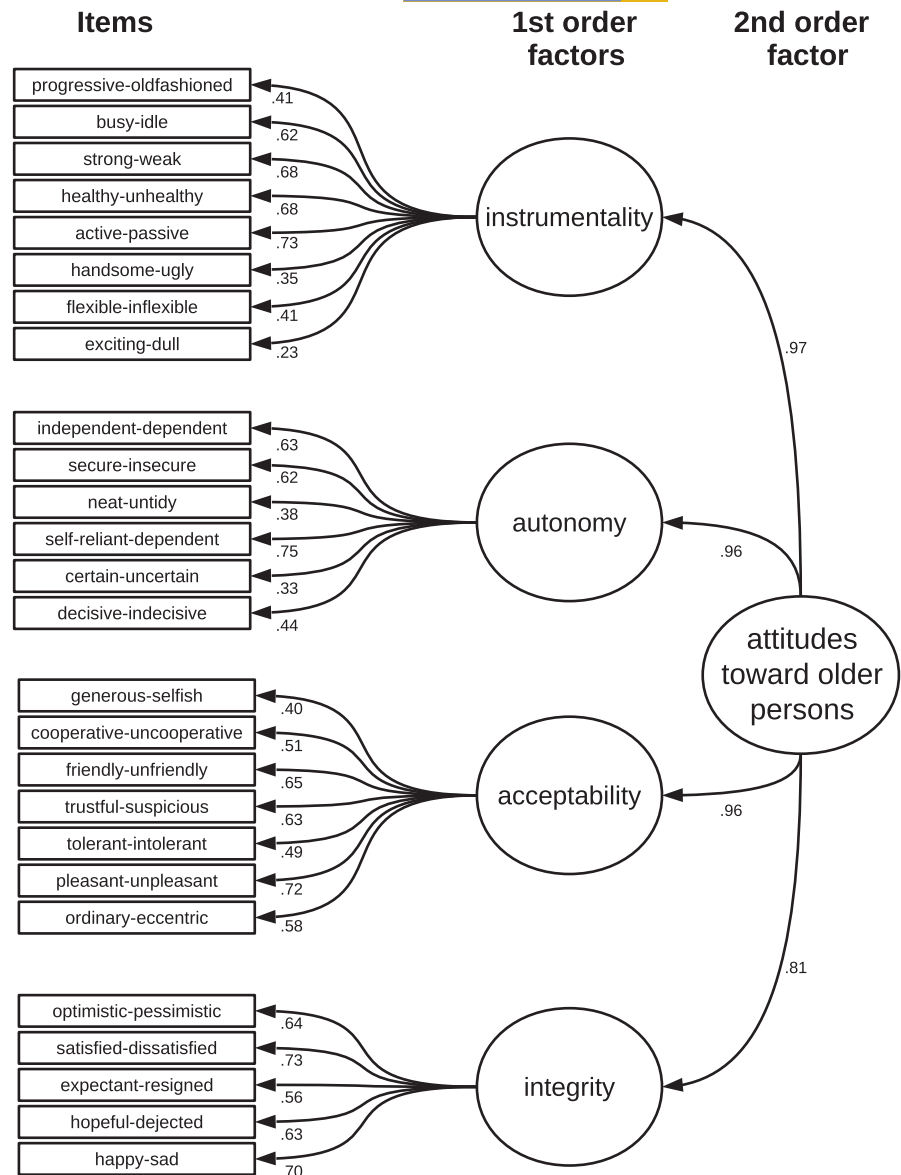 Items
1st order
factors
2nd order
factor
progressive-oldfashioned
.41
busy-idle
.62
strong-weak
.68
healthy-unhealthy
.68
active-passive
.73
handsome-ugly
.35
flexible-inflexible
.41
exciting-dull
.23
instrumentality
.97
independent-dependent
.63
secure-insecure
.62
neat-untidy
.38
self-reliant-dependent
.75
certain-uncertain
.33
decisive-indecisive
.44
autonomy
.96
attitudes
toward older
persons
generous-selfish
.40
cooperative-uncooperative
.51
friendly-unfriendly
.65
trustful-suspicious
.63
tolerant-intolerant
.49
pleasant-unpleasant
.72
ordinary-eccentric
.58
acceptability
.96
.81
optimistic-pessimistic
.64
satisfied-dissatisfied
.73
expectant-resigned
.56
hopeful-dejected
.63
happy-sad
.70
integrity